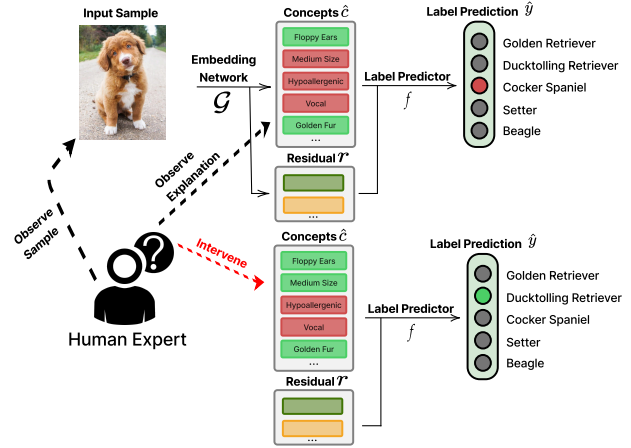 Input Sample
Embedding
Network
𝒢
Concepts ĉ
Floppy Ears
Medium Size
Hypoallergenic
Vocal
Golden Fur
...
Residual r
...
Label Predictor
f
Label Prediction ŷ
Golden Retriever
Ducktolling Retriever
Cocker Spaniel
Setter
Beagle
Observe
Sample
Observe
Explanation
Intervene
Human Expert
?
Concepts ĉ
Floppy Ears
Medium Size
Hypoallergenic
Vocal
Golden Fur
...
Residual r
...
Label Predictor
f
Label Prediction ŷ
Golden Retriever
Ducktolling Retriever
Cocker Spaniel
Setter
Beagle